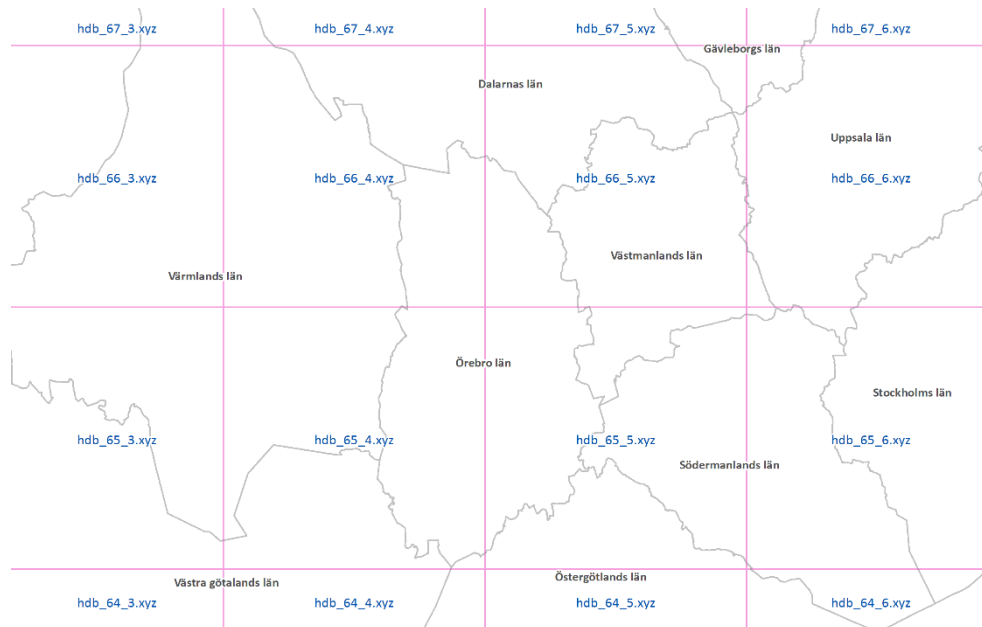 hdb_67_3.xyz hdb_67_4.xyz hdb_67_5.xyz hdb_67_6.xyz
Gävleborgs län
Dalarnas län
Uppsala län
hdb_66_3.xyz hdb_66_4.xyz hdb_66_5.xyz hdb_66_6.xyz
Västmanlands län
Värmlands län
Örebro län
Stockholms län
hdb_65_3.xyz hdb_65_4.xyz hdb_65_5.xyz hdb_65_6.xyz
Södermanlands län
Östergötlands län
Västra götalands län
hdb_64_3.xyz hdb_64_4.xyz hdb_64_5.xyz hdb_64_6.xyz